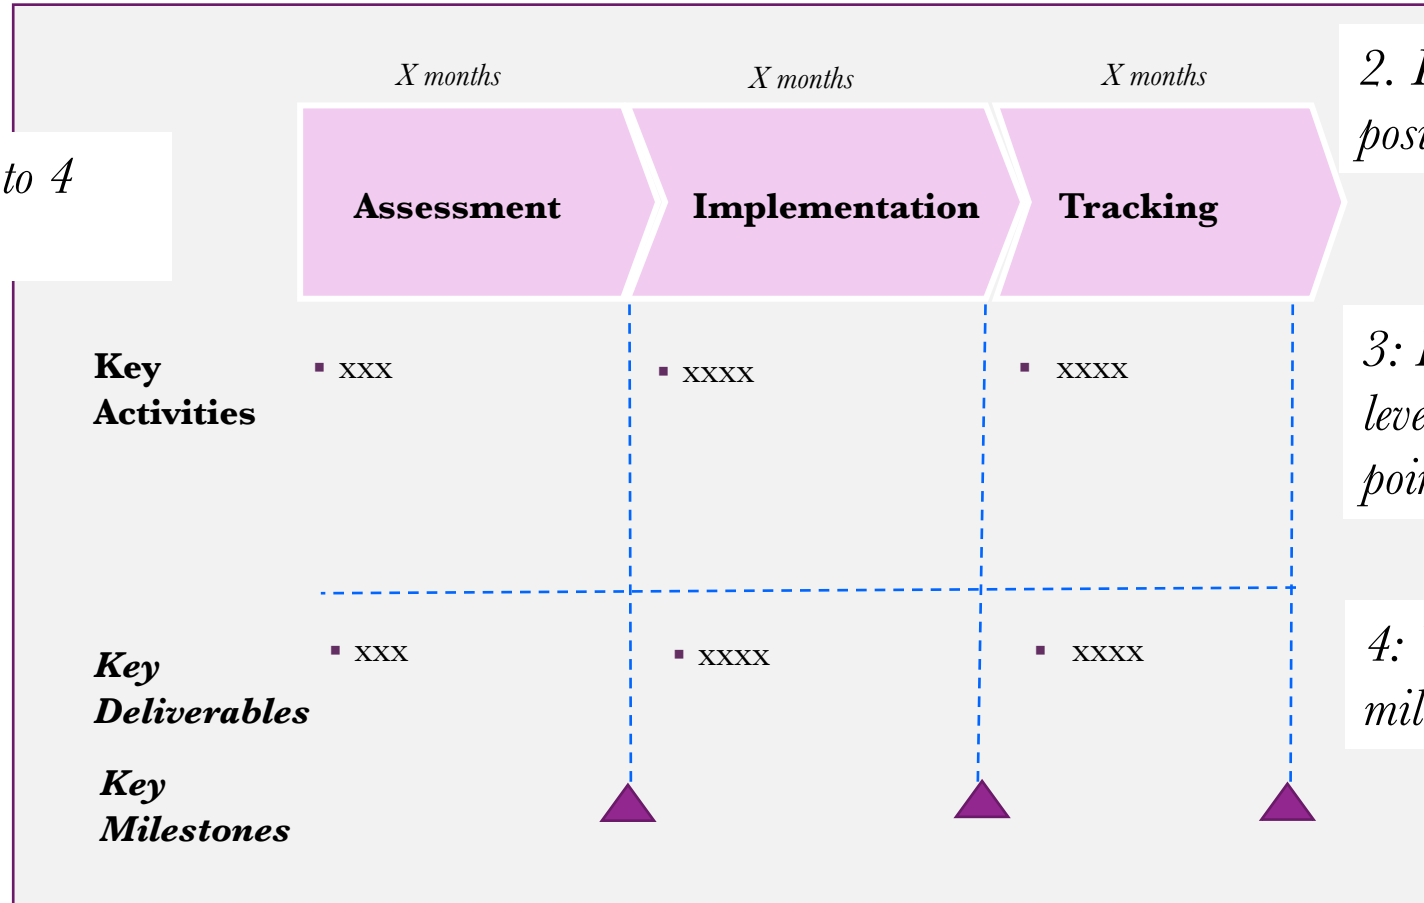 X months
X months
X months
2.
to 4
Assessment
Implementation
Tracking
Key
Activities
xxx
xxxx
xxxx
3:
Key
Deliverables
xxx
xxxx
xxxx
4:
Key
Milestones